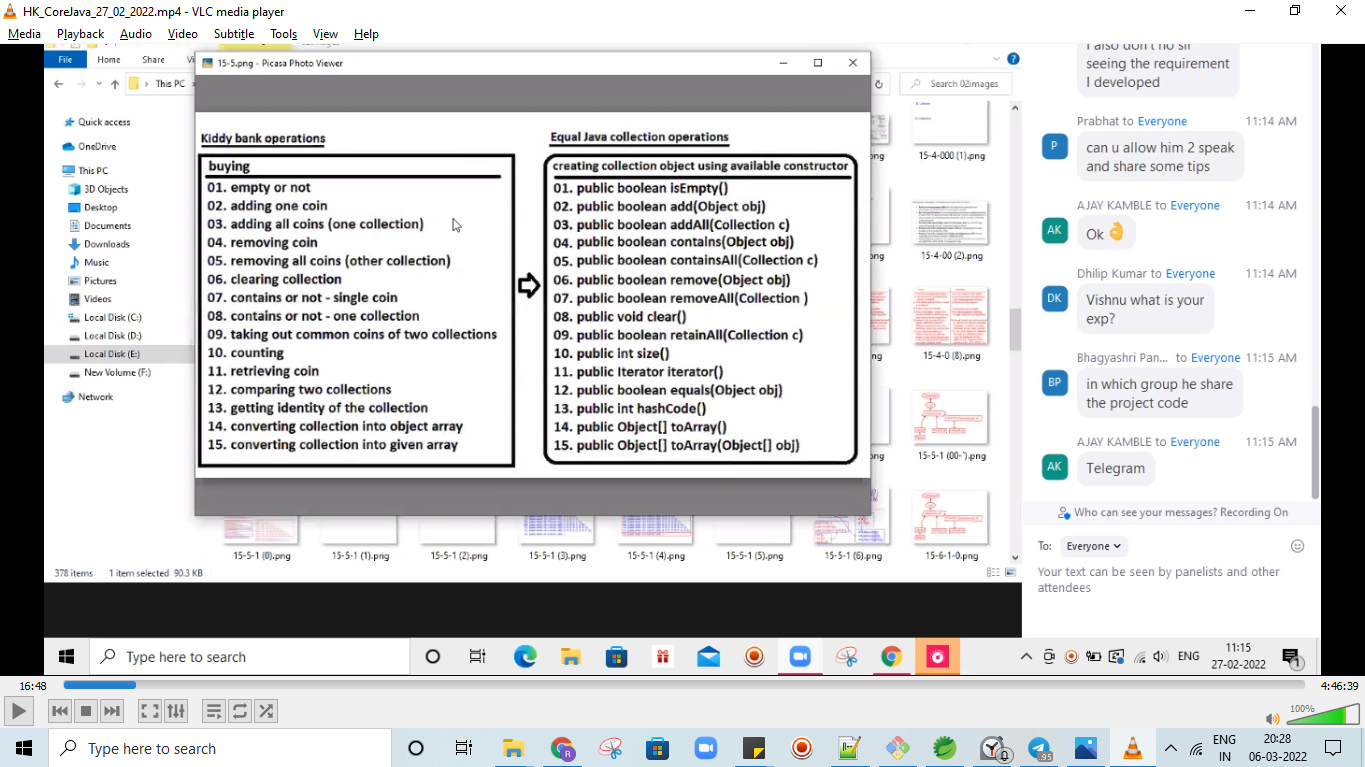 HK_CoreJava_27_02_2022.mp4 - VLC media player
Media Playback Audio Video Subtitle Tools View Help
File Home Share
This PC
Search 02images
Quick access
OneDrive
This PC
3D Objects
Desktop
Documents
Downloads
Music
Pictures
Videos
Local Disk (C:)
Local Disk (D:)
Local Disk (E:)
New Volume (F:)
Network
15-5.png - Picasa Photo Viewer
Kiddy bank operations
buying
01. empty or not
02. adding one coin
03. adding all coins (one collection)
04. removing coin
05. removing all coins (other collection)
06. clearing collection
07. contains or not - single coin
08. contains or not - one collection
09. taking out common coins of two collections
10. counting
11. retrieving coin
12. comparing two collections
13. getting identity of the collection
14. converting collection into object array
15. converting collection into given array
Equal Java collection operations
creating collection object using available constructor
01. public boolean isEmpty()
02. public boolean add(Object obj)
03. public boolean addAll(Collection c)
04. public boolean contains(Object obj)
05. public boolean containsAll(Collection c)
06. public boolean remove(Object obj)
07. public boolean removeAll(Collection )
08. public void clear()
09. public boolean retainAll(Collection c)
10. public int size()
11. public Iterator iterator()
12. public boolean equals(Object obj)
13. public int hashCode()
14. public Object[] toArray()
15. public Object[] toArray(Object[] obj)
15-4-000 (1).png
15-4-00 (2).png
15-4-0 (8).png
15-5-1 (00-`).png
15-5-1 (0).png 15-5-1 (1).png 15-5-1 (2).png 15-5-1 (3).png 15-5-1 (4).png 15-5-1 (5).png 15-5-1 (6).png 15-6-1-0.png
378 items 1 item selected 90.3 KB
I also don't no sir
seeing the requirement
I developed
Prabhat to Everyone 11:14 AM
P
can u allow him 2 speak
and share some tips
AJAY KAMBLE to Everyone 11:14 AM
AK
Ok 👌
Dhilip Kumar to Everyone 11:14 AM
DK
Vishnu what is your
exp?
Bhagyashri Pan... to Everyone 11:15 AM
BP
in which group he share
the project code
AJAY KAMBLE to Everyone 11:15 AM
AK
Telegram
Who can see your messages? Recording On
To: Everyone
Your text can be seen by panelists and other
attendees
Type here to search
ENG
11:15
27-02-2022
1
16:48
4:46:39
100%
Type here to search
R
.95
ENG
IN
20:28
06-03-2022